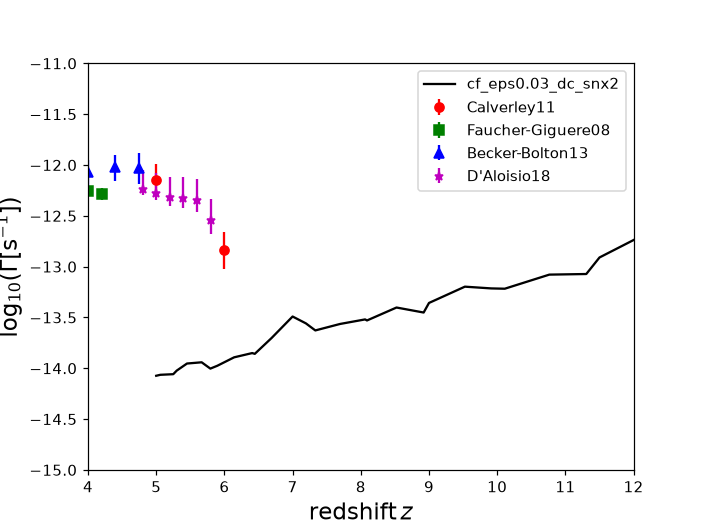 −11.0
−11.5
−12.0
−12.5
−13.0
−13.5
−14.0
−14.5
−15.0
log₁₀(Γ[s⁻¹])
cf_eps0.03_dc_snx2
Calverley11
Faucher-Giguere08
Becker-Bolton13
D'Aloisio18
4 5 6 7 8 9 10 11 12
redshift z